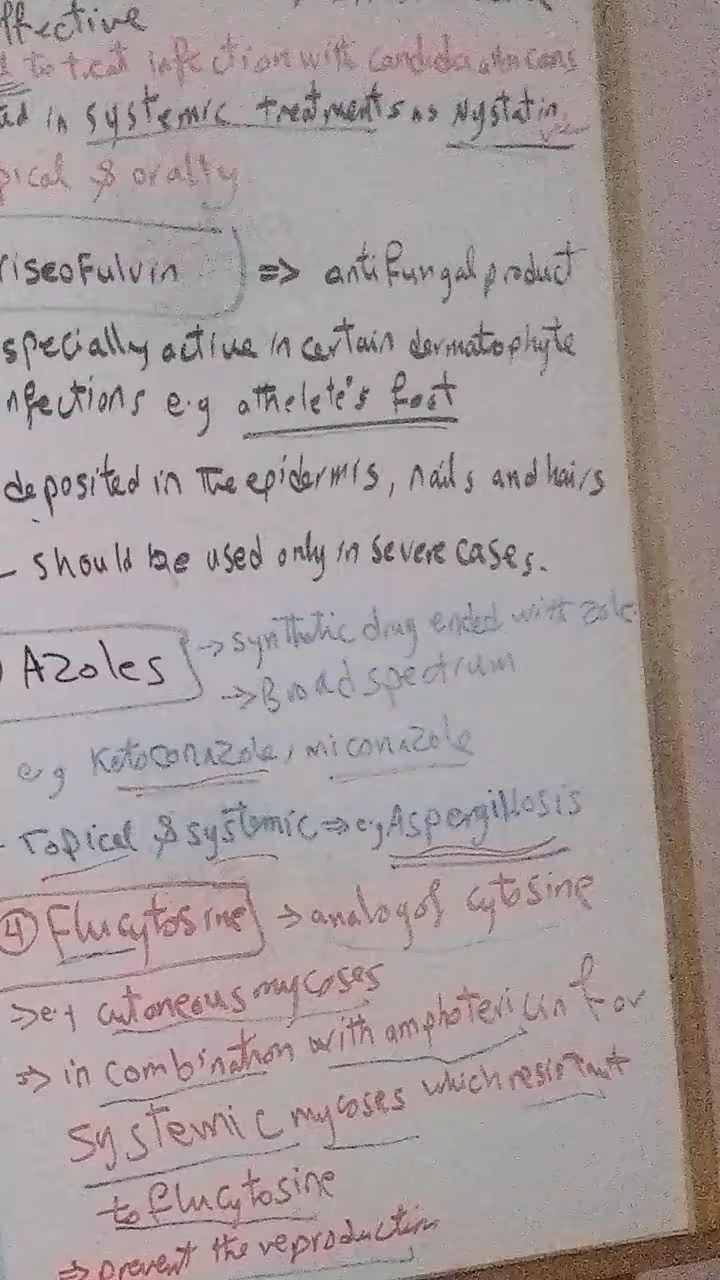 ffective
to treat infection with candida
in systemic treatments as Nystatin
pical & orally
riseofulvin => antifungal product
specially active in certain dermatophyte
nfections e.g athelete's foot
deposited in the epidermis, nails and hairs
- should be used only in severe cases.
Azoles -> synthetic drug ended with zole
-> Broad spectrum
e.g Ketoconazole, miconazole
- Topical & systemic => e.g Aspergillosis
④ Flucytosine -> analog of cytosine
cutaneous mycoses
=> in combination with amphotericin for
systemic mycoses which resistant
to flucytosine
=> prevent the reproduction